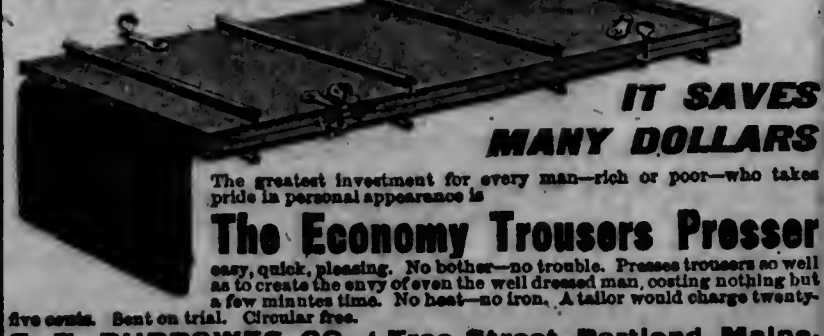 IT SAVES
MANY DOLLARS
The greatest investment for every man—rich or poor—who takes
pride in personal appearance is
The Economy Trousers Presser
easy, quick, pleasing. No bother—no trouble. Presses trousers so well
as to create the envy of even the well dressed man, costing nothing but
a few minutes time. No heat—no iron. A tailor would charge twenty-
five cents. Sent on trial. Circular free.
CO. Free Street, Portland, Maine.